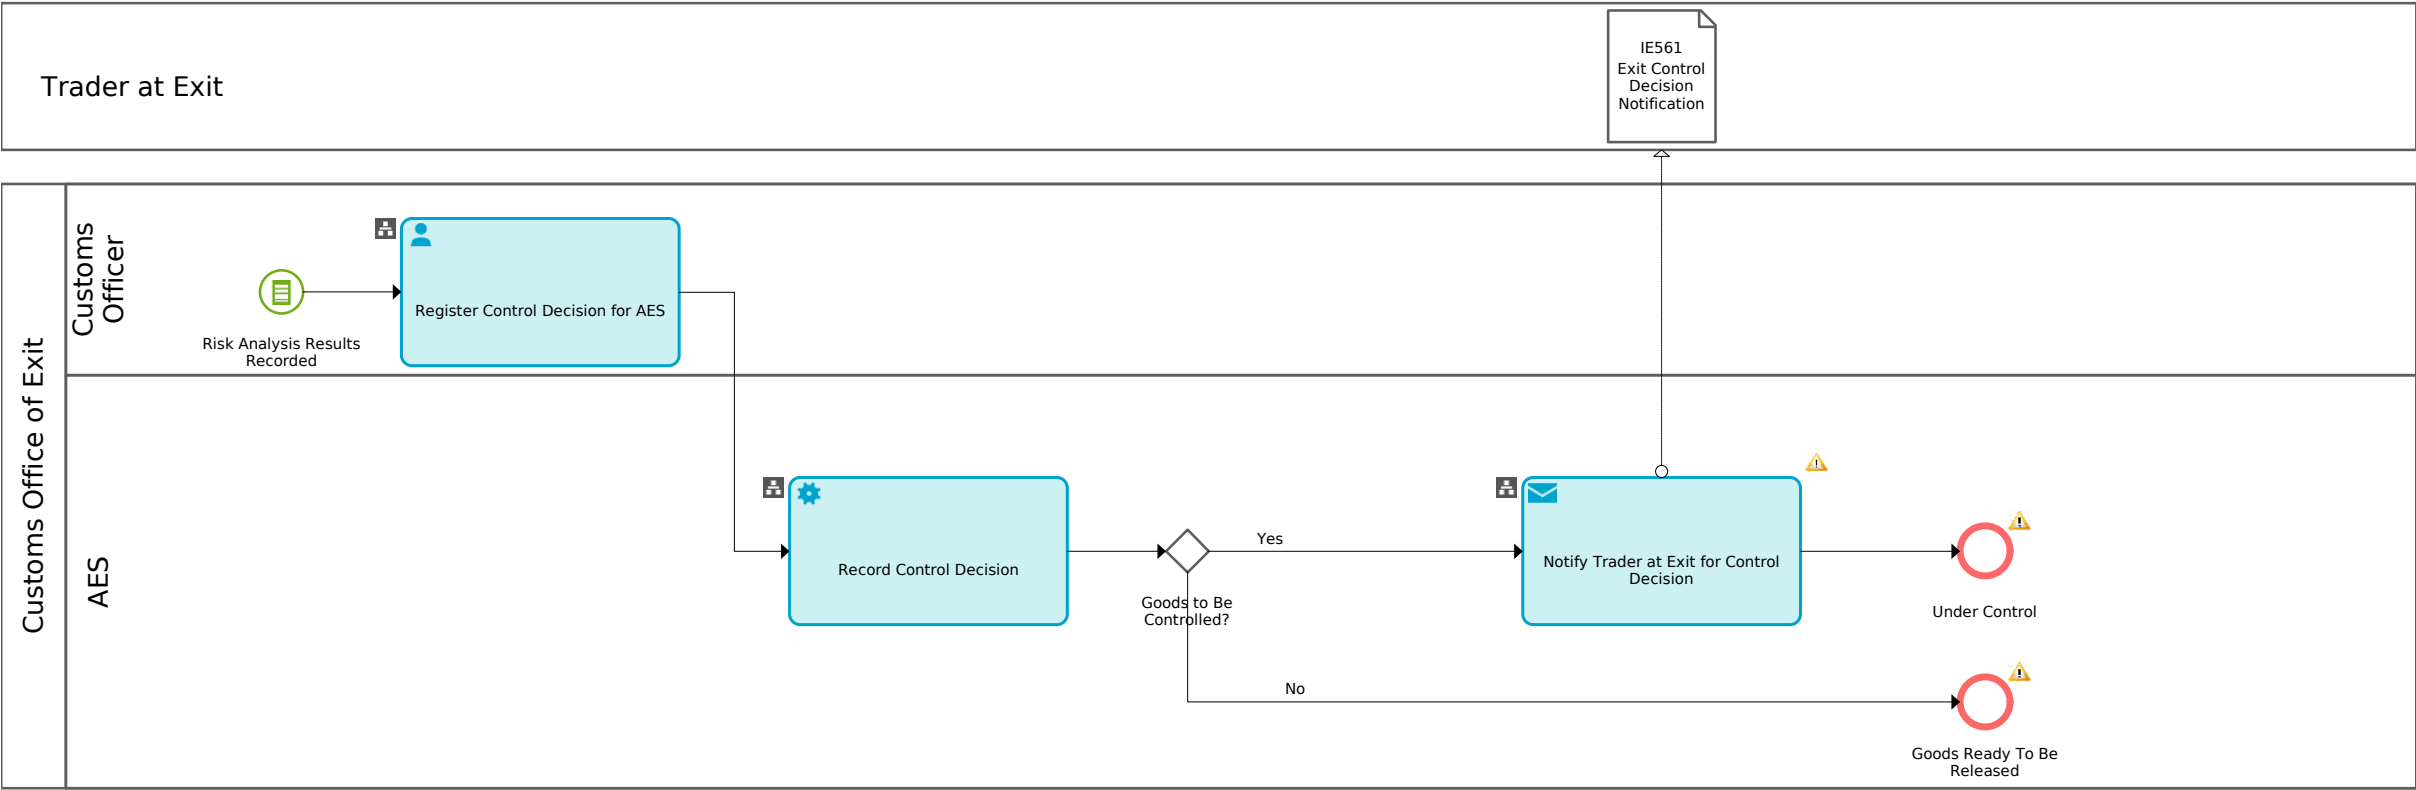 Trader at Exit
IE561
Exit Control
Decision
Notification
Customs Office of Exit
Customs
Officer
Risk Analysis Results
Recorded
Register Control Decision for AES
AES
Record Control Decision
Goods to Be
Controlled?
Yes
No
Notify Trader at Exit for Control
Decision
Under Control
Goods Ready To Be
Released